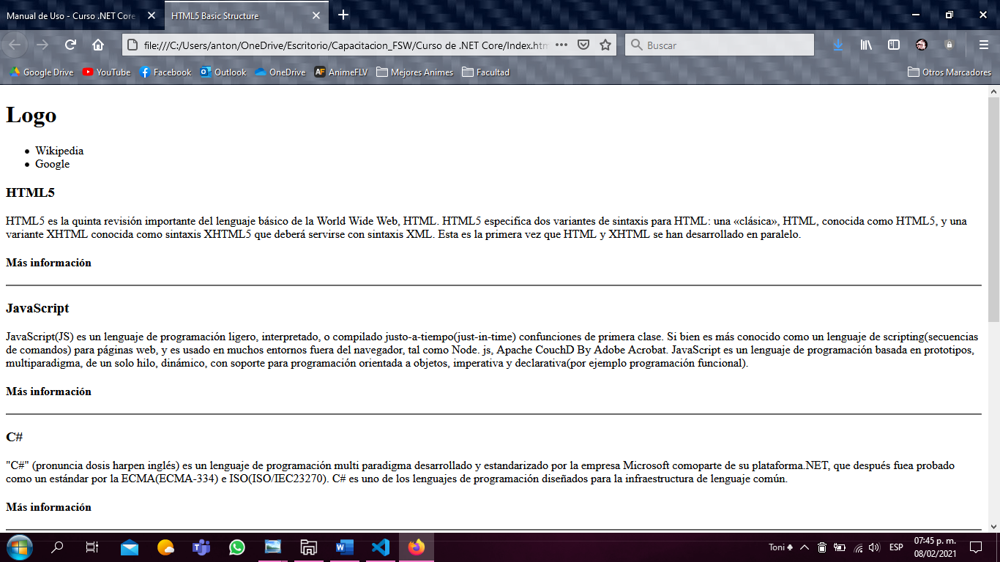 Manual de Uso - Curso .NET Core
HTML5 Basic Structure
file:///C:/Users/anton/OneDrive/Escritorio/Capacitacion_FSW/Curso de .NET Core/Index.htm
Buscar
Google Drive YouTube Facebook Outlook OneDrive AF AnimeFLV Mejores Animes Facultad Otros Marcadores
Logo
Wikipedia
Google
HTML5
HTML5 es la quinta revisión importante del lenguaje básico de la World Wide Web, HTML. HTML5 especifica dos variantes de sintaxis para HTML: una «clásica», HTML, conocida como HTML5, y una
variante XHTML conocida como sintaxis XHTML5 que deberá servirse con sintaxis XML. Esta es la primera vez que HTML y XHTML se han desarrollado en paralelo.
Más información
JavaScript
JavaScript(JS) es un lenguaje de programación ligero, interpretado, o compilado justo-a-tiempo(just-in-time) confunciones de primera clase. Si bien es más conocido como un lenguaje de scripting(secuencias
de comandos) para páginas web, y es usado en muchos entornos fuera del navegador, tal como Node. js, Apache CouchD By Adobe Acrobat. JavaScript es un lenguaje de programación basada en prototipos,
multiparadigma, de un solo hilo, dinámico, con soporte para programación orientada a objetos, imperativa y declarativa(por ejemplo programación funcional).
Más información
C#
"C#" (pronuncia dosis harpen inglés) es un lenguaje de programación multi paradigma desarrollado y estandarizado por la empresa Microsoft comoparte de su plataforma.NET, que después fuea probado
como un estándar por la ECMA(ECMA-334) e ISO(ISO/IEC23270). C# es uno de los lenguajes de programación diseñados para la infraestructura de lenguaje común.
Más información
Toni♠ ESP 07:45 p. m.
08/02/2021